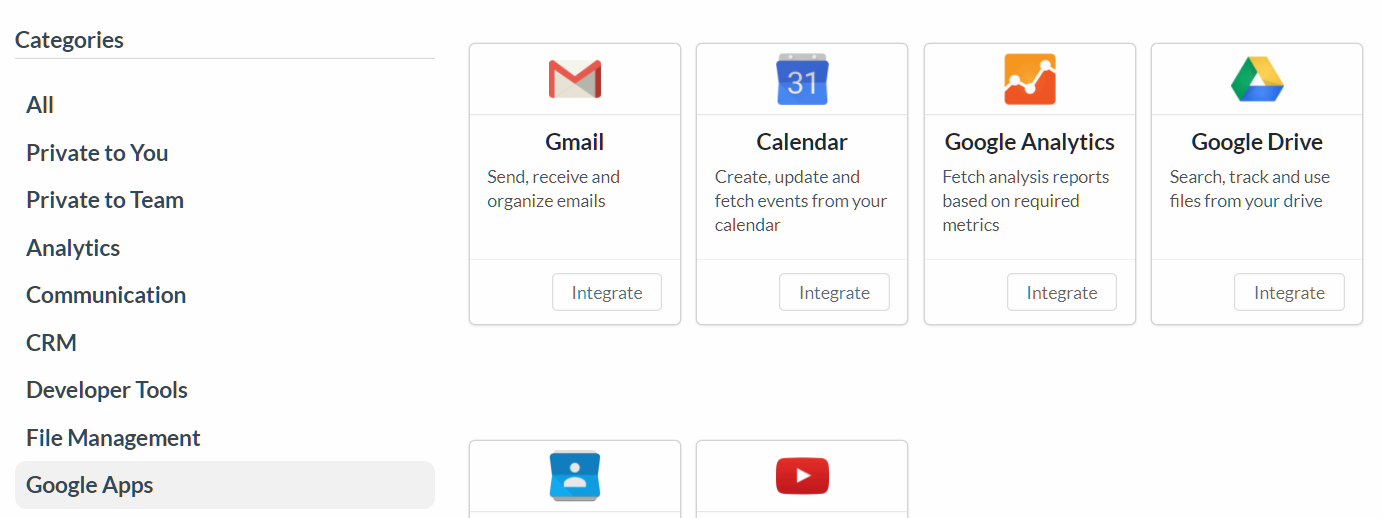 Categories
All
Private to You
Private to Team
Analytics
Communication
CRM
Developer Tools
File Management
Google Apps
Gmail
Send, receive and
organize emails
Integrate
31
Calendar
Create, update and
fetch events from your
calendar
Integrate
Google Analytics
Fetch analysis reports
based on required
metrics
Integrate
Google Drive
Search, track and use
files from your drive
Integrate